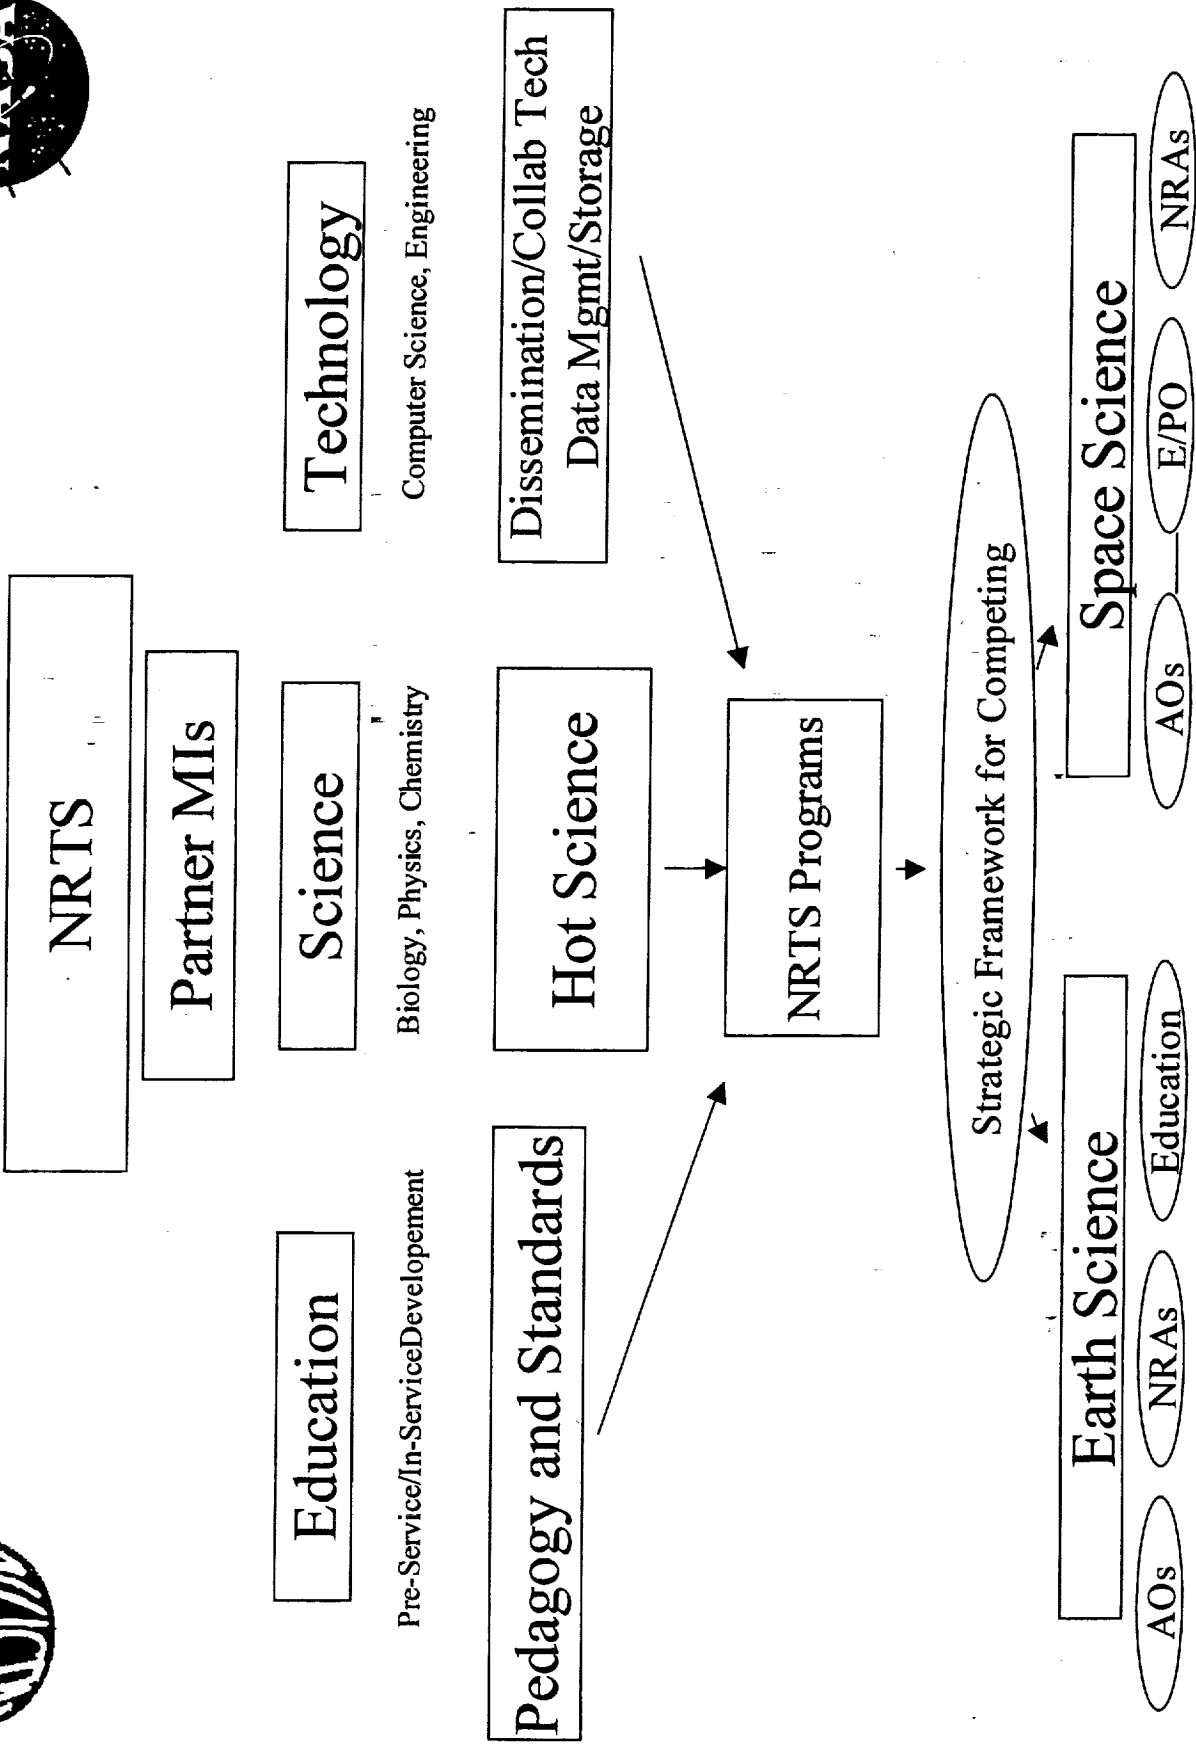 NRTS
Partner MIs
Education
Science
Technology
Pre-Service/In-ServiceDevelopement
Biology, Physics, Chemistry
Computer Science, Engineering
Pedagogy and Standards
Hot Science
Dissemination/Collab Tech
Data Mgmt/Storage
NRTS Programs
Strategic Framework for Competing
Earth Science
Space Science
AOs
NRAs
Education
AOs
E/PO
NRAs